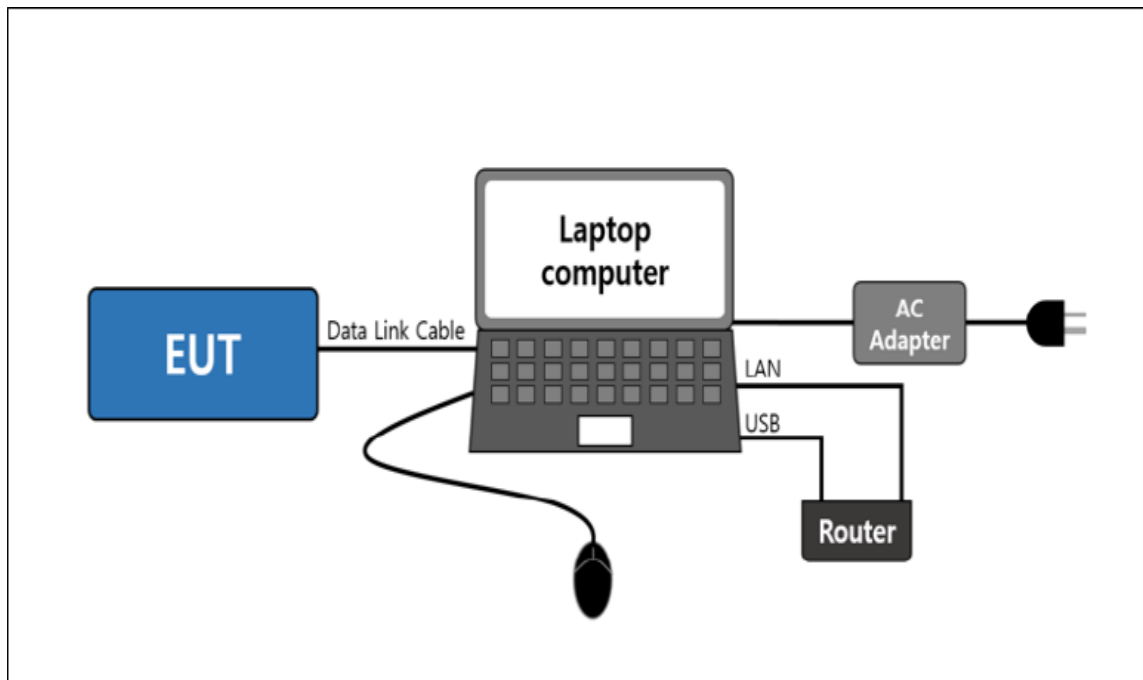 Laptop
computer
EUT
Data Link Cable
AC
Adapter
LAN
USB
Router